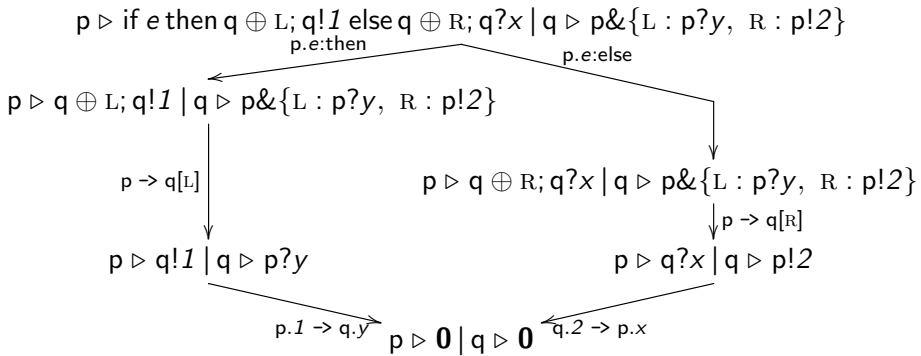 p ▹ if e then q ⊕ L; q!1 else q ⊕ R; q?x | q ▹ p&{L : p?y, R : p!2}
p.e:then
p.e:else
p ▹ q ⊕ L; q!1 | q ▹ p&{L : p?y, R : p!2}
p -> q[L]
p ▹ q ⊕ R; q?x | q ▹ p&{L : p?y, R : p!2}
p -> q[R]
p ▹ q!1 | q ▹ p?y
p ▹ q?x | q ▹ p!2
p.1 -> q.y
q.2 -> p.x
p ▹ 0 | q ▹ 0